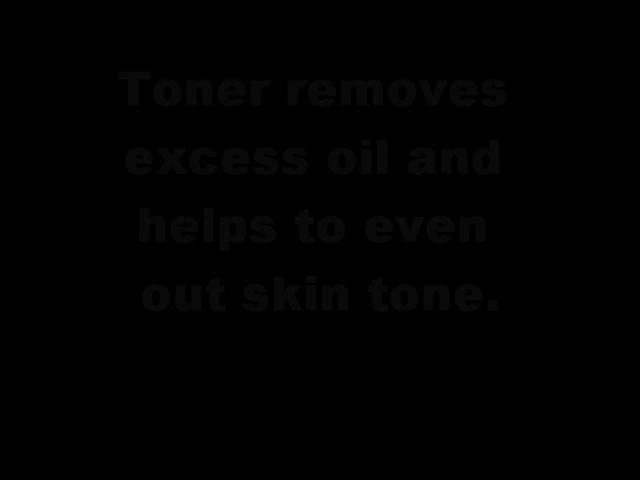 Toner removes
excess oil and
helps to even
out skin tone.